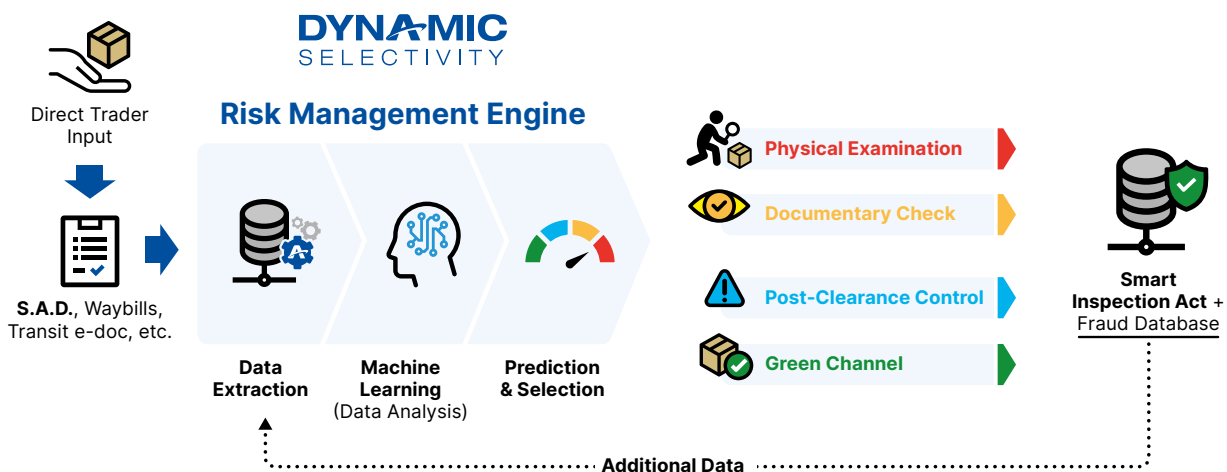 DYNAMIC
SELECTIVITY
Direct Trader
Input
Risk Management Engine
S.A.D., Waybills,
Transit e-doc, etc.
Data
Extraction
Machine
Learning
(Data Analysis)
Prediction
& Selection
Physical Examination
Documentary Check
Post-Clearance Control
Green Channel
Smart
Inspection Act +
Fraud Database
Additional Data